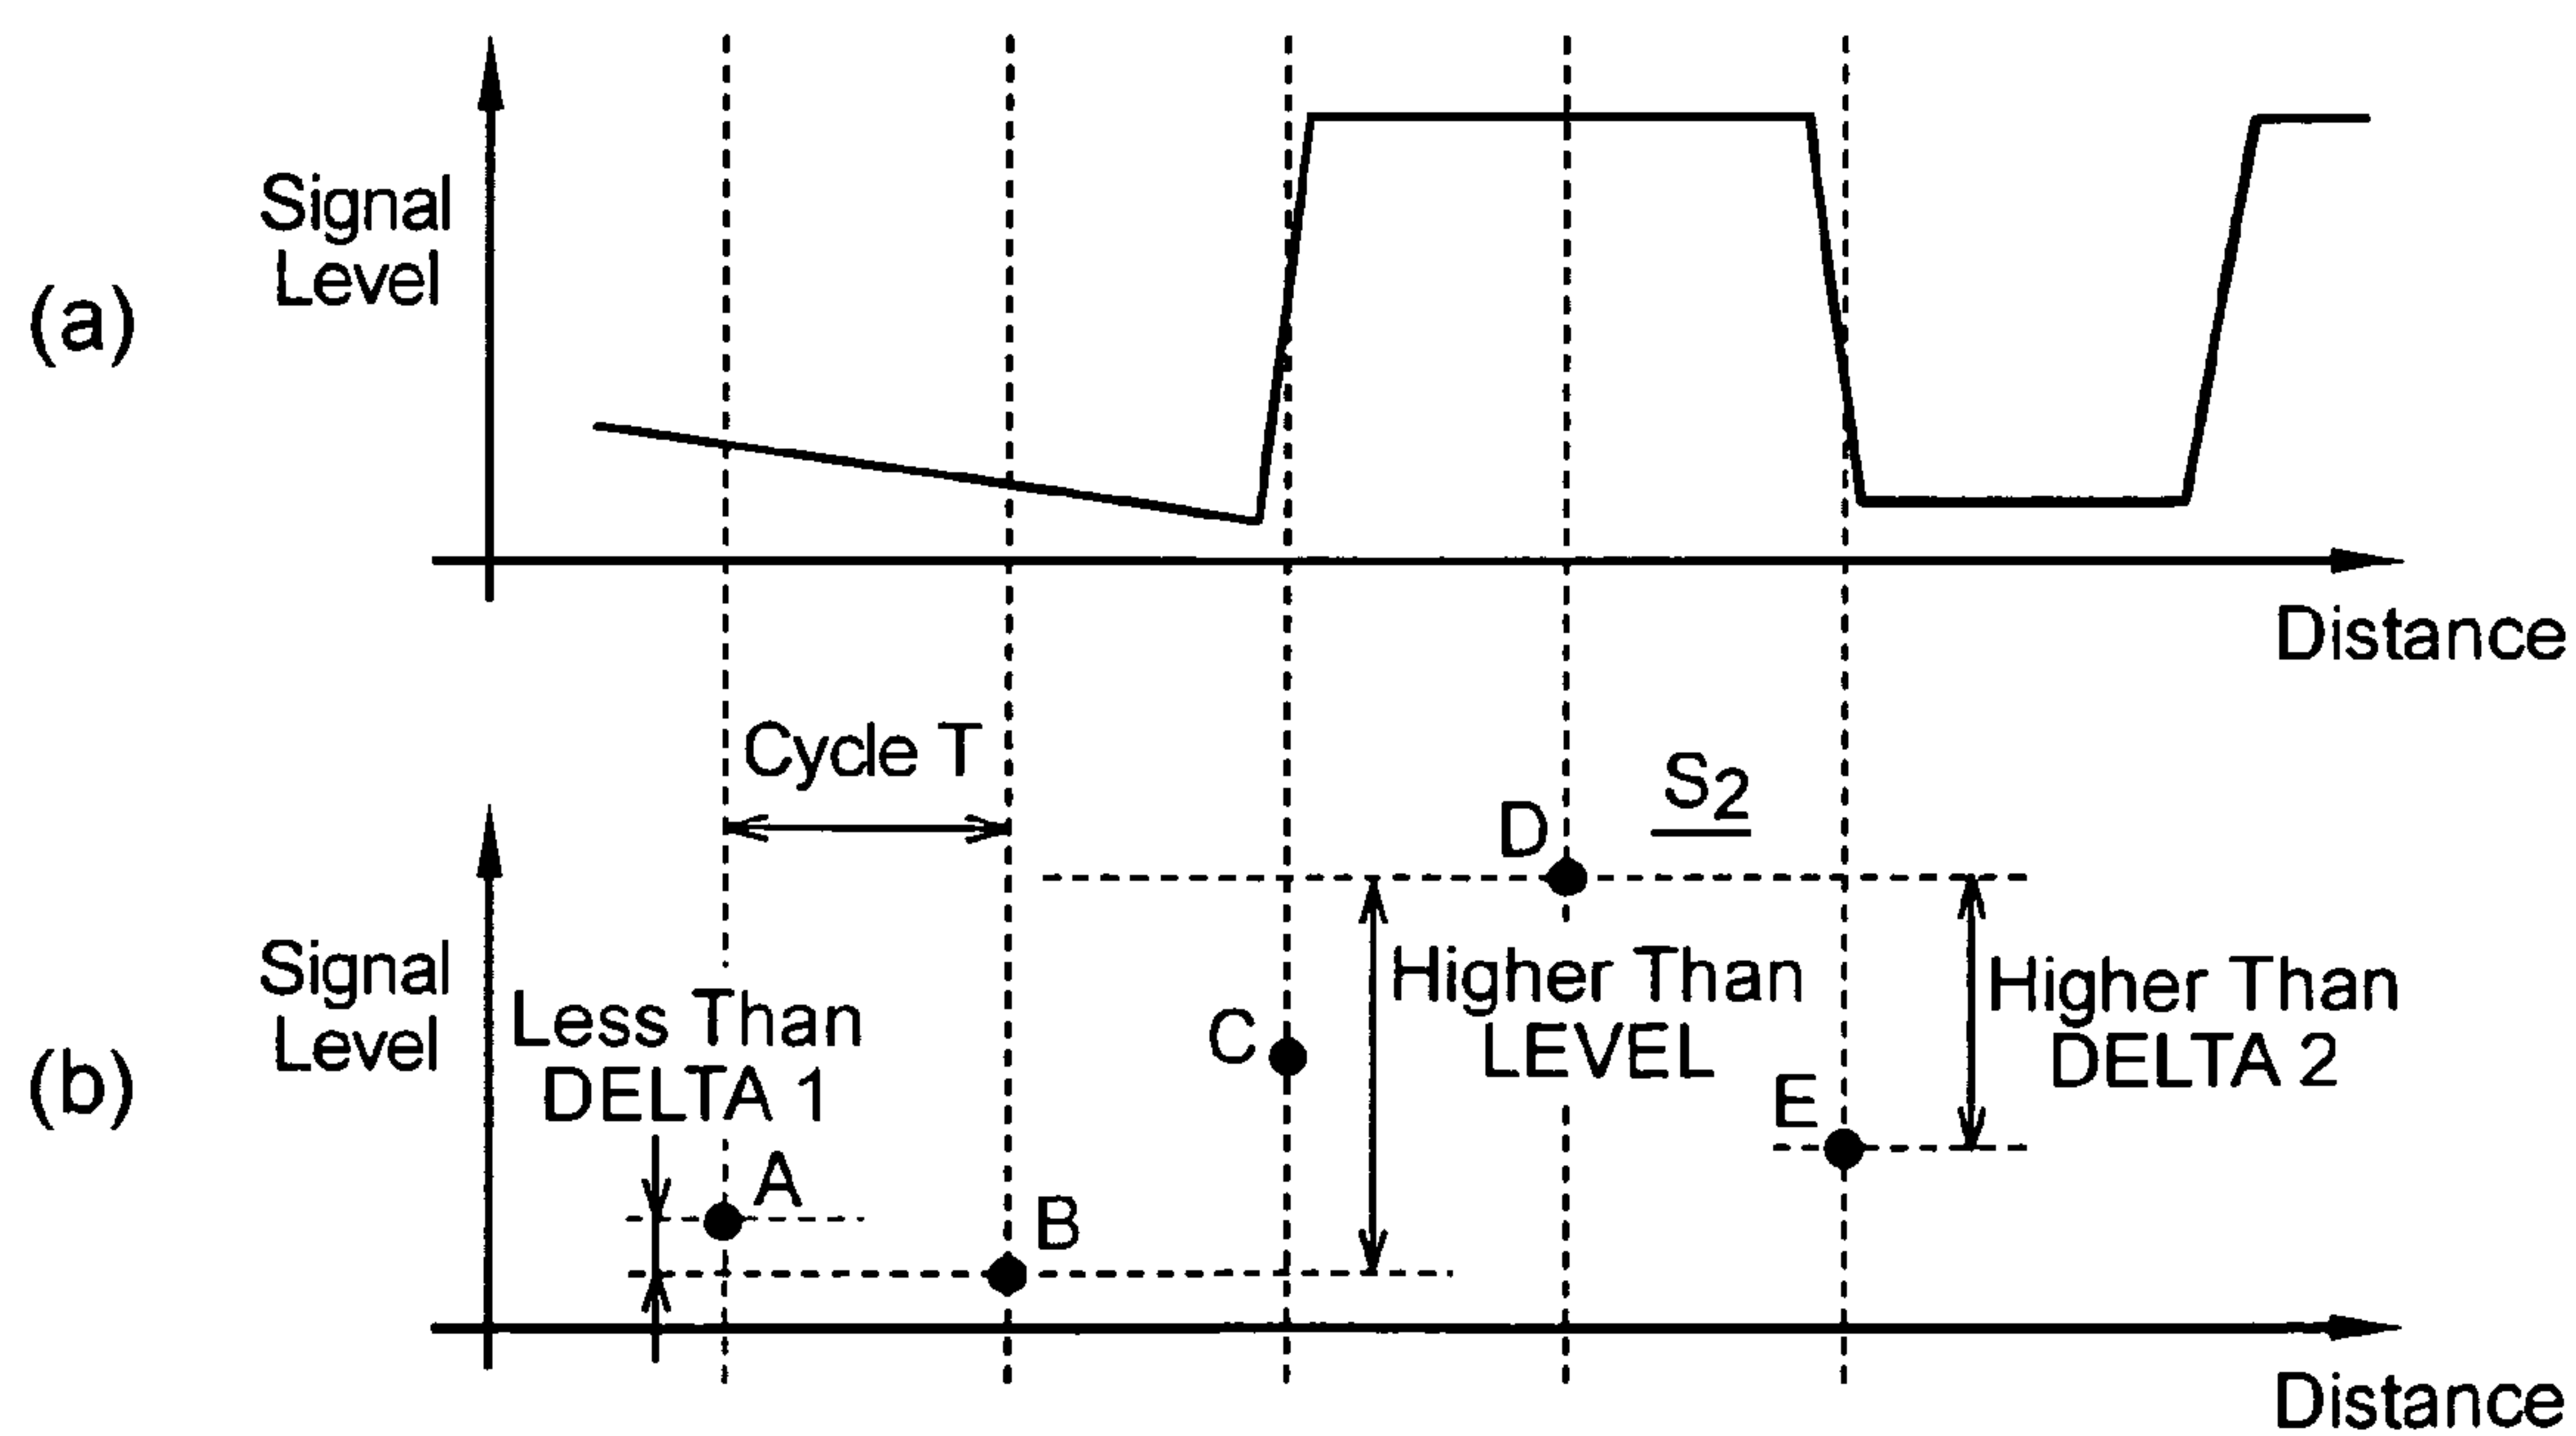 (a)
Signal
Level
Distance
Cycle T
S2
(b)
Signal
Level
Less Than
DELTA 1
A
B
C
D
Higher Than
LEVEL
E
Higher Than
DELTA 2
Distance